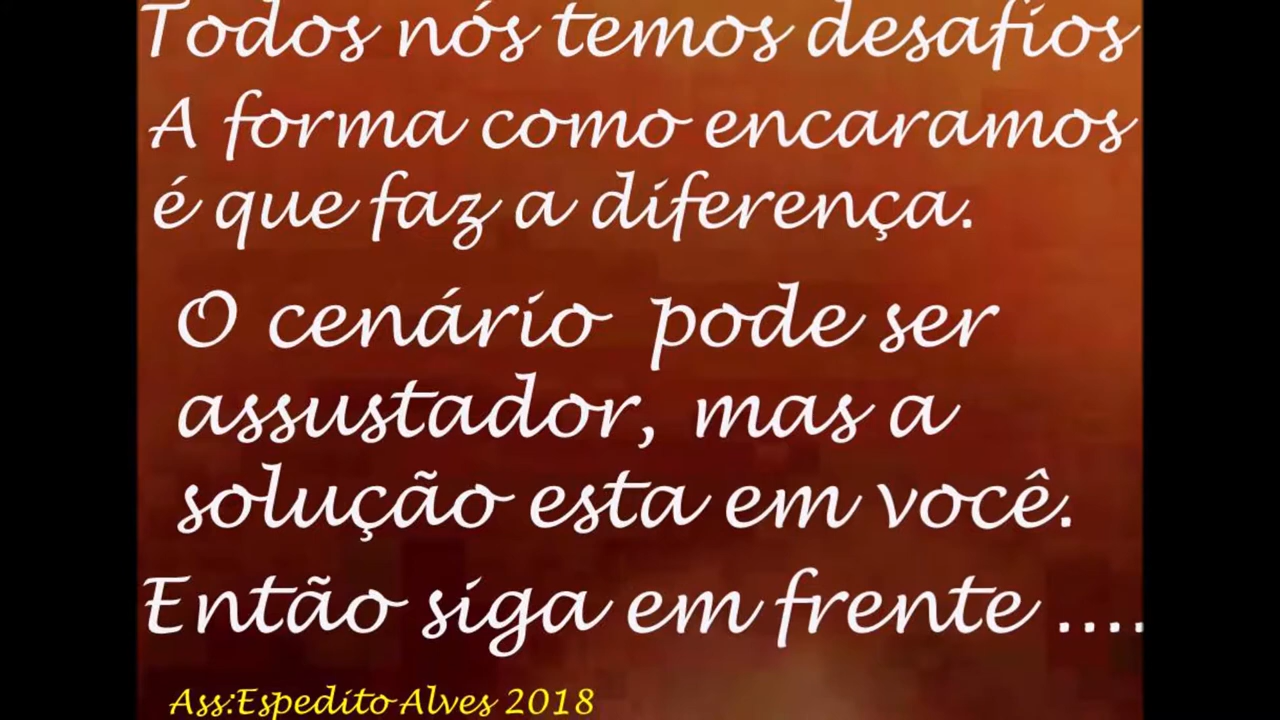 Todos nós temos desafios
A forma como encaramos
é que faz a diferença.
O cenário pode ser
assustador, mas a
solução esta em você.
Então siga em frente ....
Ass:Espedito Alves 2018